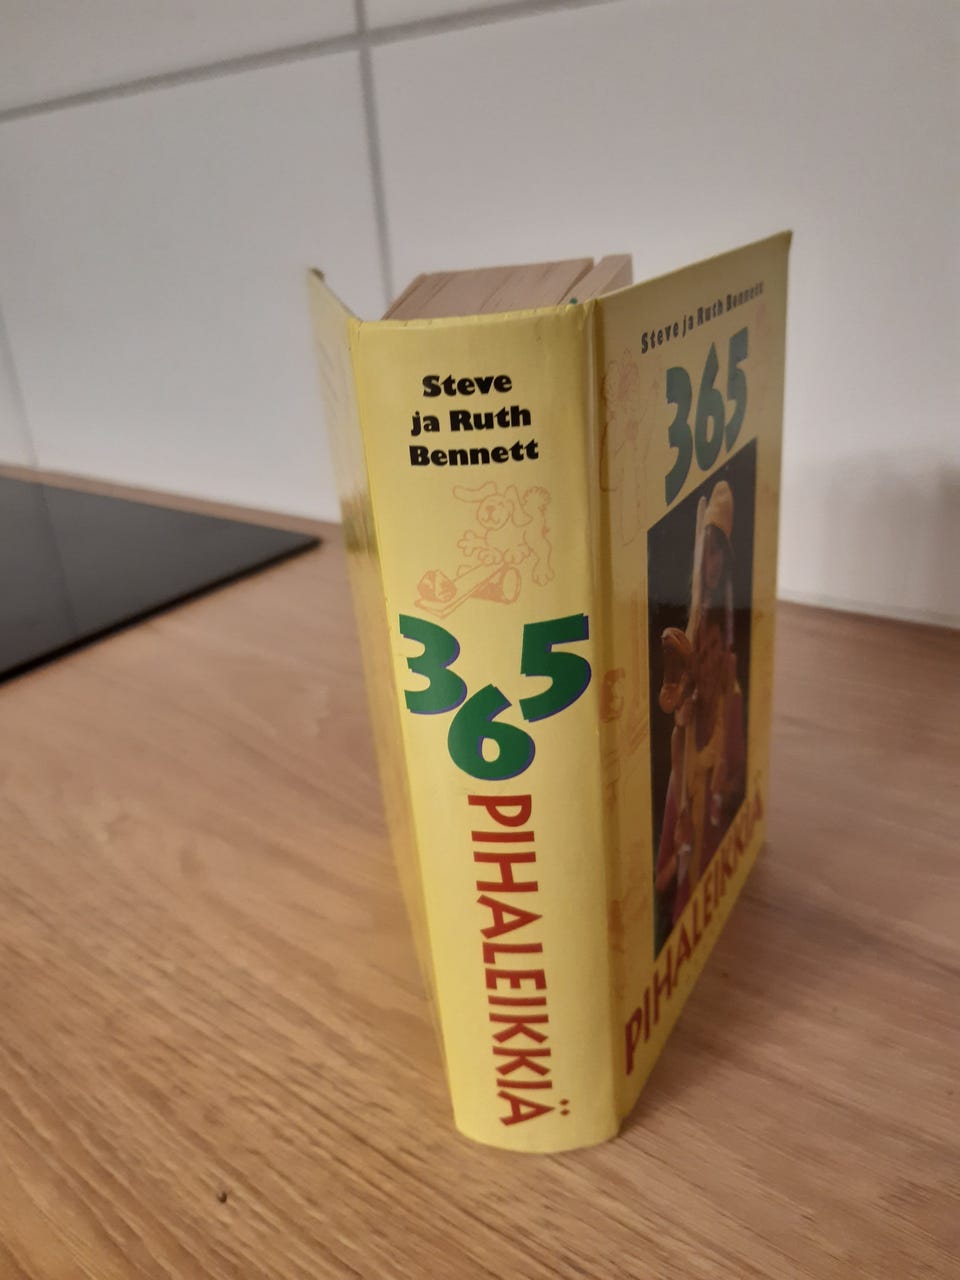 Steve
ja Ruth
Bennett
365
PIHALEIKKIÄ
Steve ja Ruth Bennett
365
PIHALEIKKIÄ